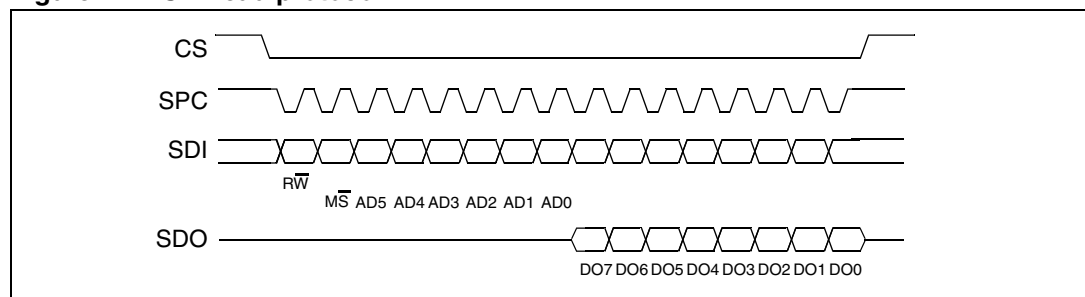 CS
SPC
SDI
RW̅
MS̅ AD5 AD4 AD3 AD2 AD1 AD0
SDO
DO7 DO6 DO5 DO4 DO3 DO2 DO1 DO0